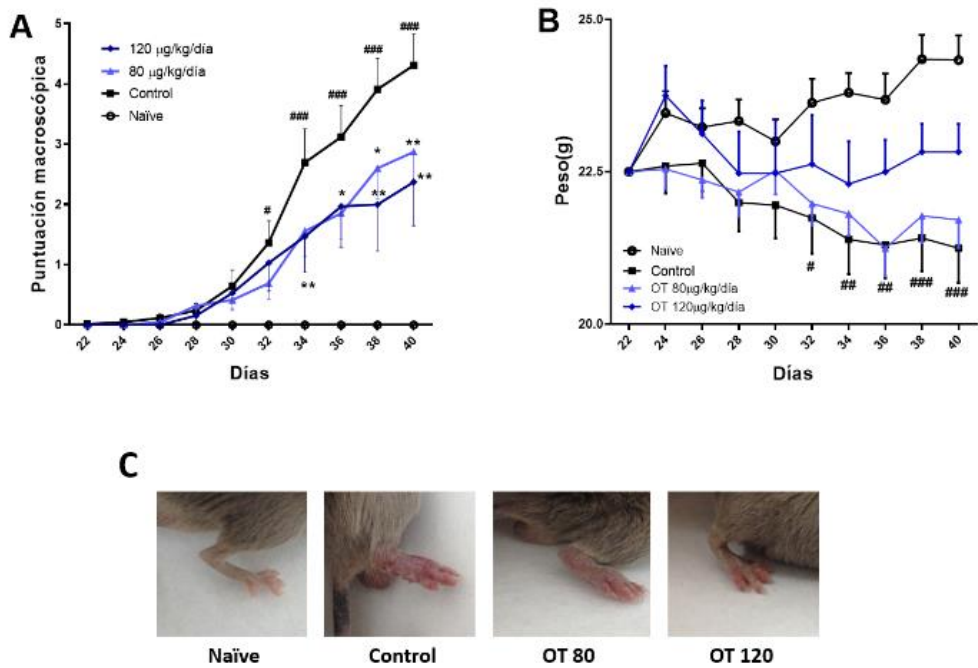 A
Puntuación macroscópica
5
4
3
2
1
0
120 µg/kg/día
80 µg/kg/día
Control
Naïve
#
###
###
###
###
**
*
*
**
**
**
22 24 26 28 30 32 34 36 38 40
Días
B
Peso(g)
25.0
22.5
20.0
Naïve
Control
OT 80µg/kg/día
OT 120µg/kg/día
#
##
##
###
###
22 24 26 28 30 32 34 36 38 40
Días
C
Naïve
Control
OT 80
OT 120